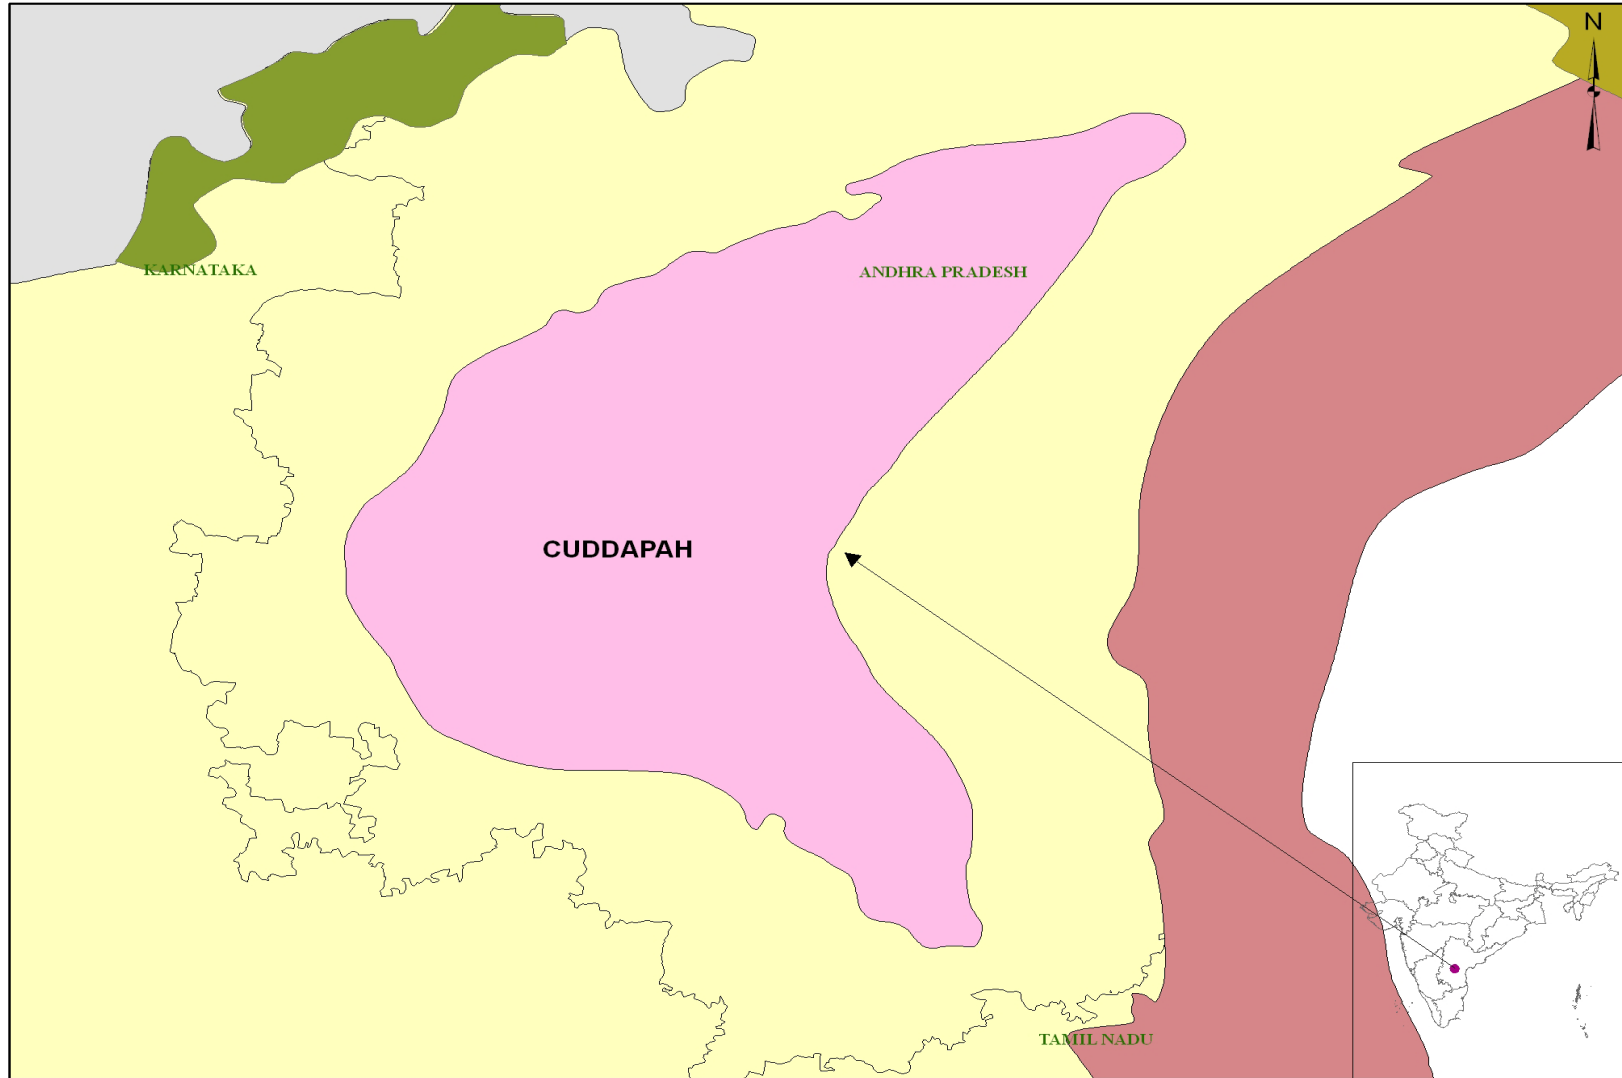 N
KARNATAKA
ANDHRA PRADESH
CUDDAPAH
TAMIL NADU